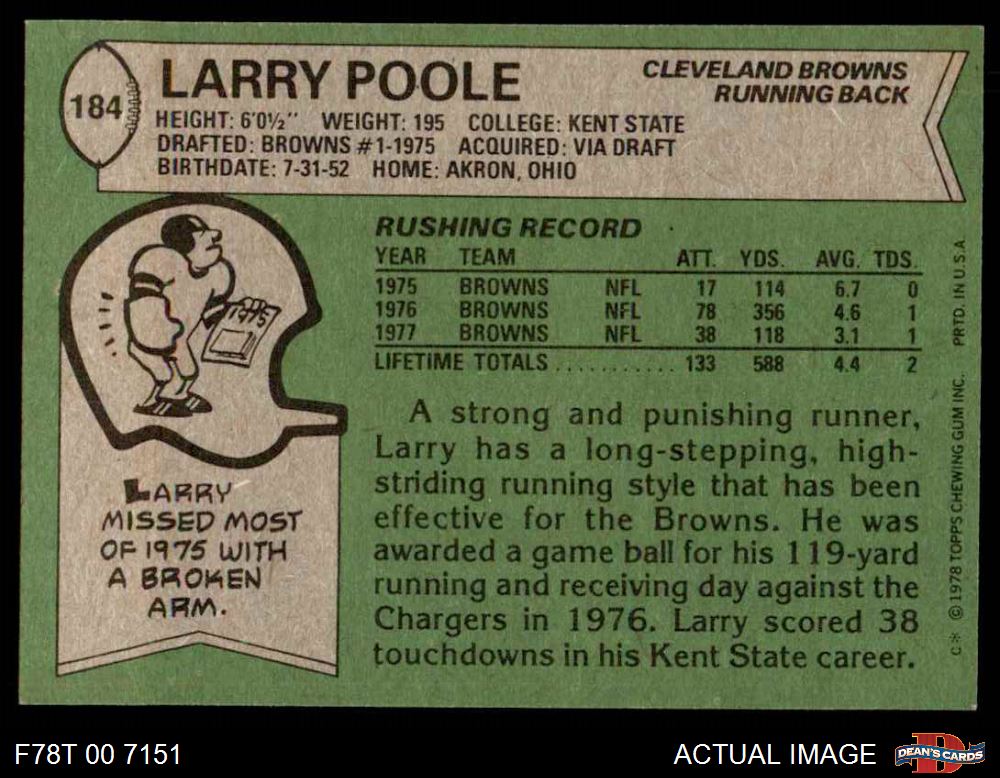 184
LARRY POOLE
CLEVELAND BROWNS
RUNNING BACK
HEIGHT: 6'0½" WEIGHT: 195 COLLEGE: KENT STATE
DRAFTED: BROWNS #1-1975 ACQUIRED: VIA DRAFT
BIRTHDATE: 7-31-52 HOME: AKRON, OHIO
1975
LARRY
MISSED MOST
OF 1975 WITH
A BROKEN
ARM.
RUSHING RECORD
YEAR TEAM ATT. YDS. AVG. TDS.
1975 BROWNS NFL 17 114 6.7 0
1976 BROWNS NFL 78 356 4.6 1
1977 BROWNS NFL 38 118 3.1 1
LIFETIME TOTALS ........... 133 588 4.4 2
A strong and punishing runner,
Larry has a long-stepping, high-
striding running style that has been
effective for the Browns. He was
awarded a game ball for his 119-yard
running and receiving day against the
Chargers in 1976. Larry scored 38
touchdowns in his Kent State career.
C* © 1978 TOPPS CHEWING GUM INC. PRTD. IN U.S.A.
F78T 00 7151
ACTUAL IMAGE
D
DEAN'S CARDS